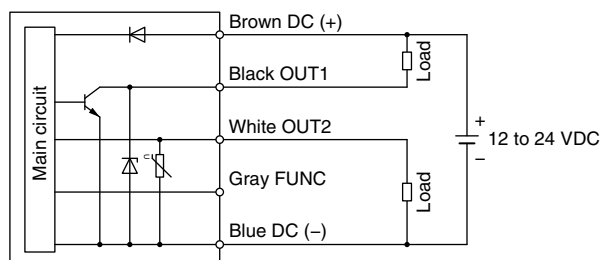 Brown DC (+)
Main circuit
Black OUT1
Load
White OUT2
+
12 to 24 VDC
−
Gray FUNC
Load
Blue DC (−)
U